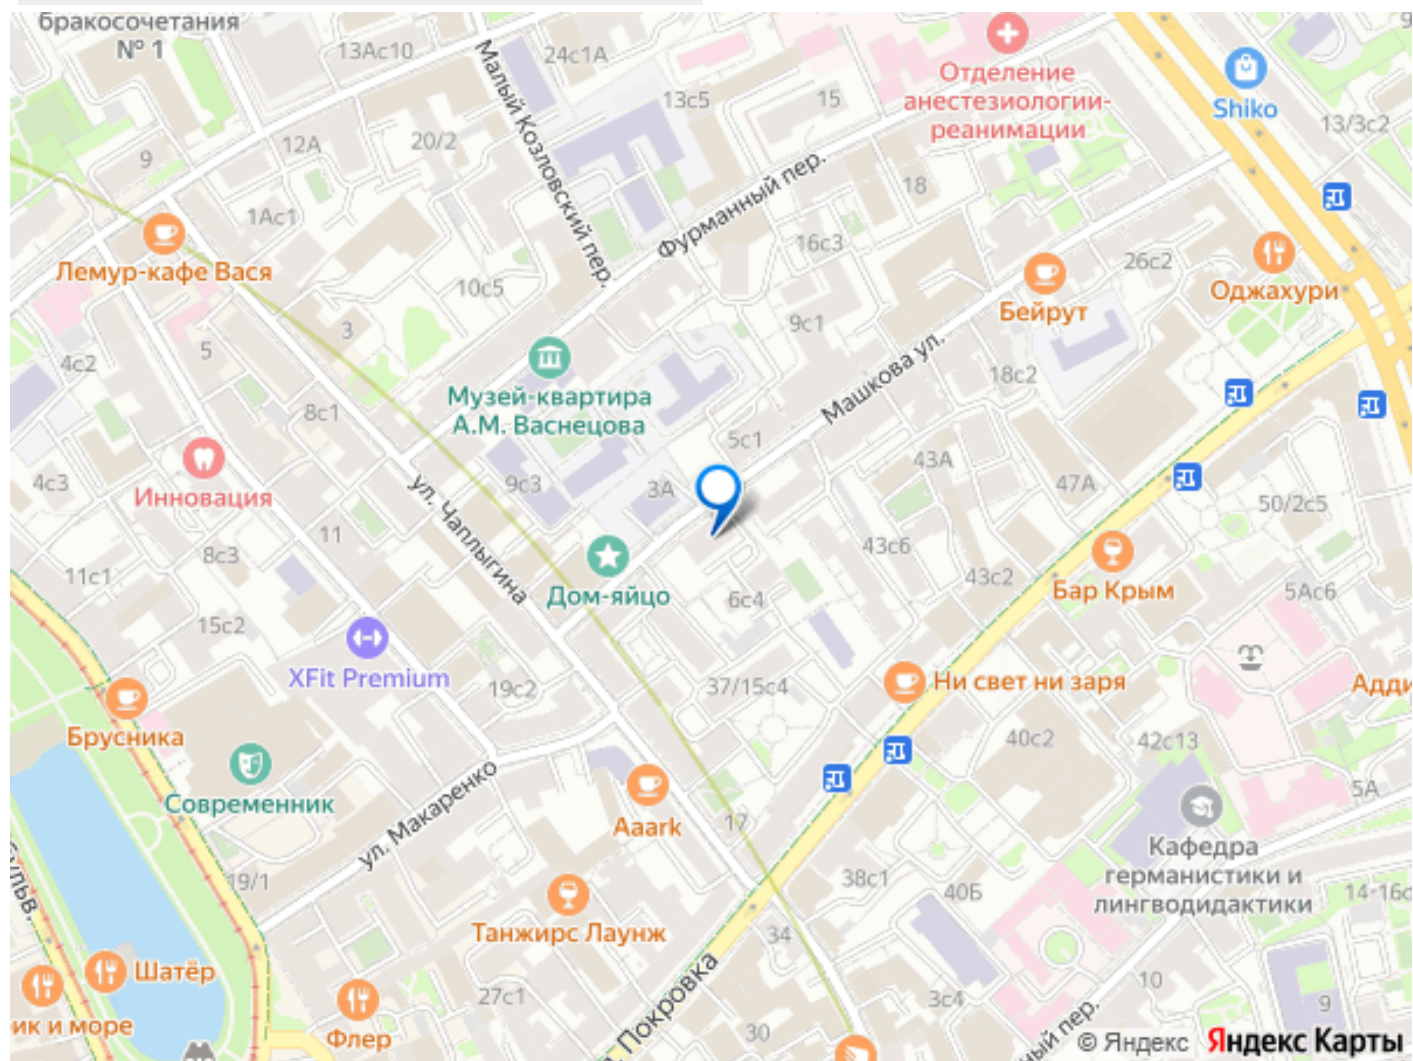 бракосочетания
№ 1
13Ас10
Малый Козловский пер.
24с1А
Отделение
анестезиологии-
реанимации
Shiko
13/3с2
9
13с5
15
20/2
12А
9
Фурманный пер.
18
1Ас1
16с3
26с2
Лемур-кафе Вася
10с5
Бейрут
Оджахури
3
9с1
5
4с2
Музей-квартира
А.М. Васнецова
Машкова ул.
18с2
8с1
5с1
43А
47А
4с3
Инновация
9с3
3А
50/2с5
ул. Чаплыгина
11
8с3
43с6
11с1
Дом-яйцо
6с4
43с2
Бар Крым
5Ас6
15с2
XFit Premium
19с2
37/15с4
Ни свет ни заря
Адди
Брусника
40с2
42с13
Современник
ул. Макаренко
Aaark
17
5А
Кафедра
германистики и
лингводидактики
19/1
38с1
40Б
14-16с
Танжирс Лаунж
34
Шатёр
27с1
Покровка
3с4
10
9
ик и море
Флер
30
ный пер.
© Яндекс Яндекс Карты